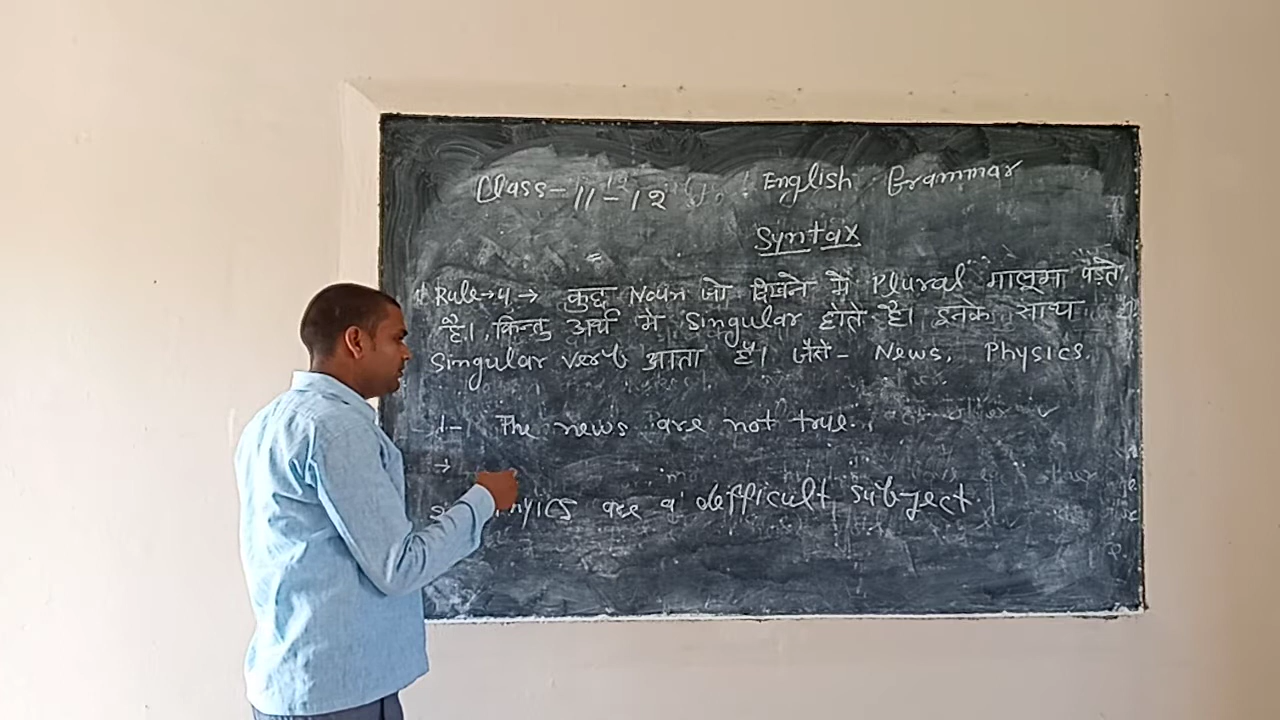 Class-11-12 English Grammar
Syntax
Rule→4→ कुछ Noun जो दिखने में Plural मालूम पड़ते
है। किन्तु अर्थ मे Singular होते है। इनके साथ
Singular verb आता है। जैसे- News, Physics.
1- The news are not true.
→
are a difficult subject.